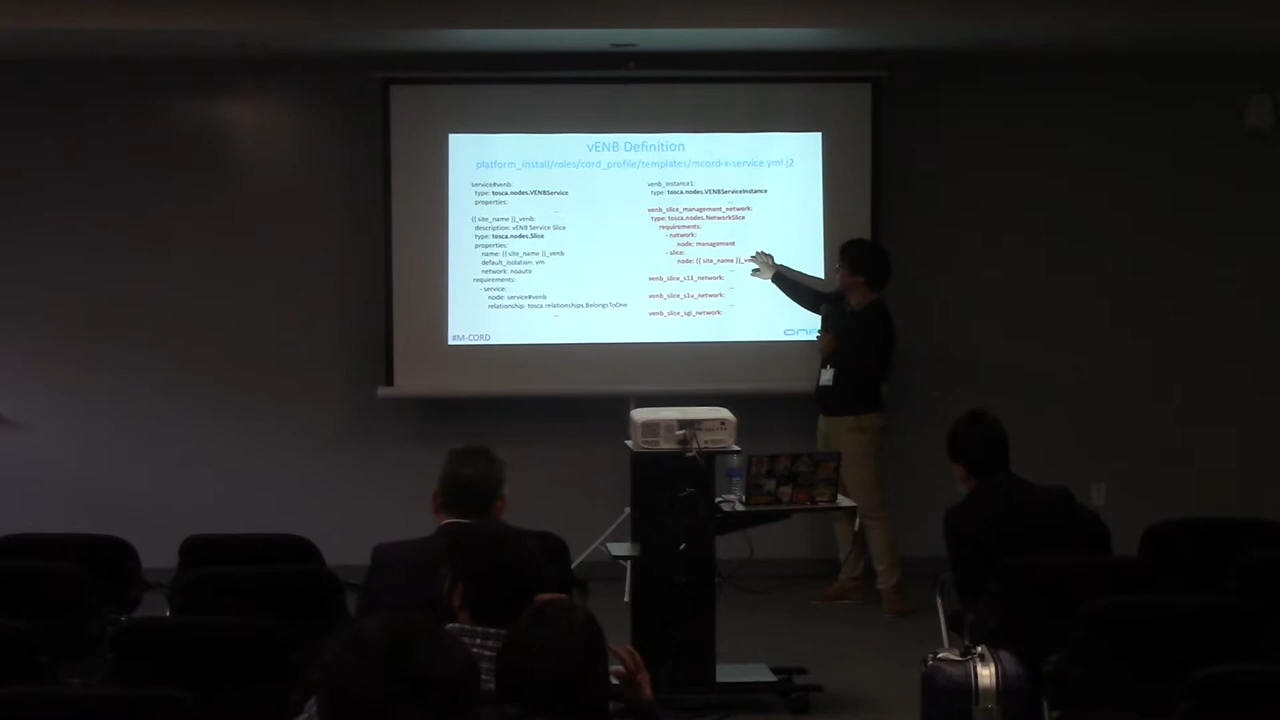 vENB Definition
platform_install/roles/cord_profile/templates/mcord-x-service.yml.j2
service#venb:
type: tosca.nodes.VENBService
properties:
...
{{ site_name }}_venb:
description: vENB Service Slice
type: tosca.nodes.Slice
properties:
name: {{ site_name }}_venb
default_isolation: vm
network: noauto
requirements:
- service:
node: service#venb
relationship: tosca.relationships.BelongsToOne
...
venb_instance1:
type: tosca.nodes.VENBServiceInstance
...
venb_slice_management_network:
type: tosca.nodes.NetworkSlice
requirements:
- network:
node: management
- slice:
node: {{ site_name }}_
...
venb_slice_s11_network:
...
venb_slice_s1u_network:
...
venb_slice_sgi_network:
#M-CORD
ONF